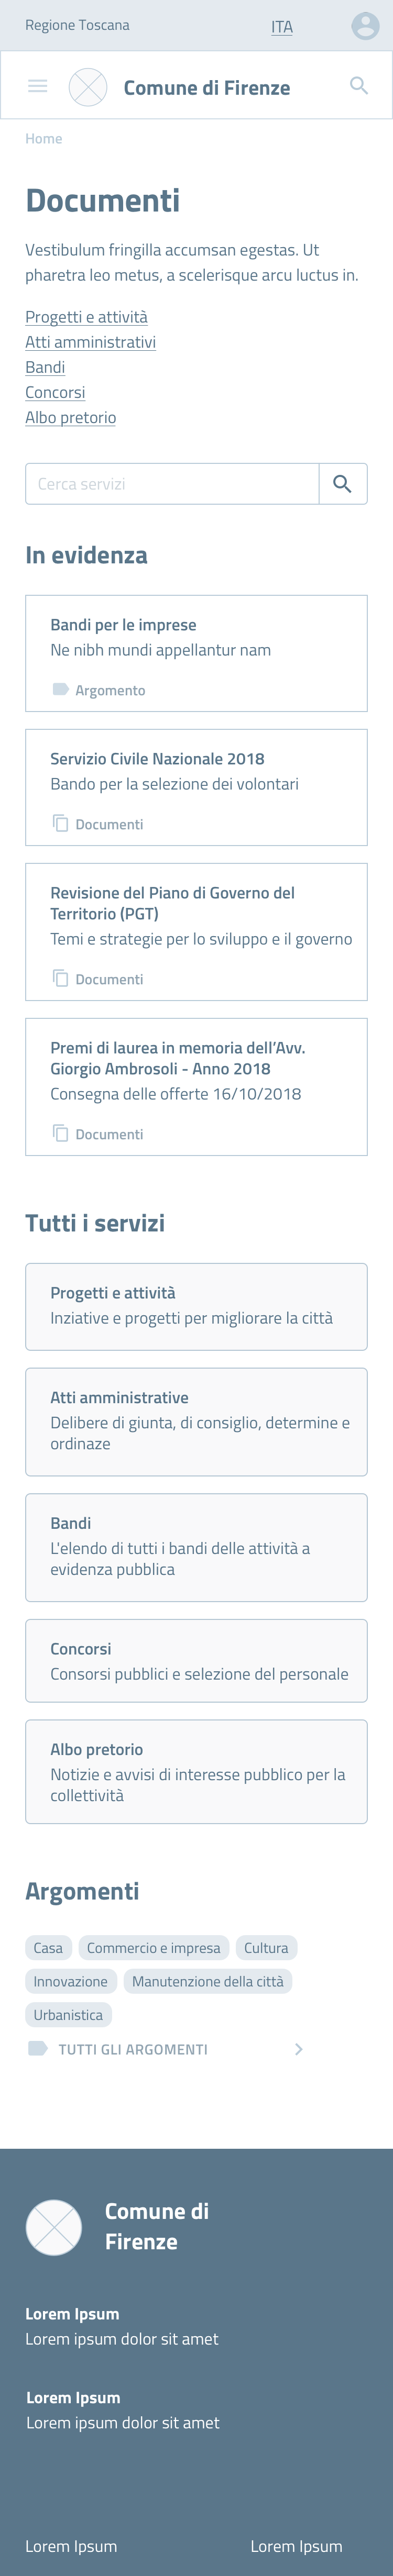 Regione Toscana
ITA
Comune di Firenze
Home
Documenti
Vestibulum fringilla accumsan egestas. Ut
pharetra leo metus, a scelerisque arcu luctus in.
Progetti e attività
Atti amministrativi
Bandi
Concorsi
Albo pretorio
Cerca servizi
In evidenza
Bandi per le imprese
Ne nibh mundi appellantur nam
Argomento
Servizio Civile Nazionale 2018
Bando per la selezione dei volontari
Documenti
Revisione del Piano di Governo del
Territorio (PGT)
Temi e strategie per lo sviluppo e il governo
Documenti
Premi di laurea in memoria dell’Avv.
Giorgio Ambrosoli - Anno 2018
Consegna delle offerte 16/10/2018
Documenti
Tutti i servizi
Progetti e attività
Inziative e progetti per migliorare la città
Atti amministrative
Delibere di giunta, di consiglio, determine e
ordinaze
Bandi
L'elendo di tutti i bandi delle attività a
evidenza pubblica
Concorsi
Consorsi pubblici e selezione del personale
Albo pretorio
Notizie e avvisi di interesse pubblico per la
collettività
Argomenti
Casa Commercio e impresa Cultura
Innovazione Manutenzione della città
Urbanistica
TUTTI GLI ARGOMENTI
Comune di
Firenze
Lorem Ipsum
Lorem ipsum dolor sit amet
Lorem Ipsum
Lorem ipsum dolor sit amet
Lorem Ipsum Lorem Ipsum